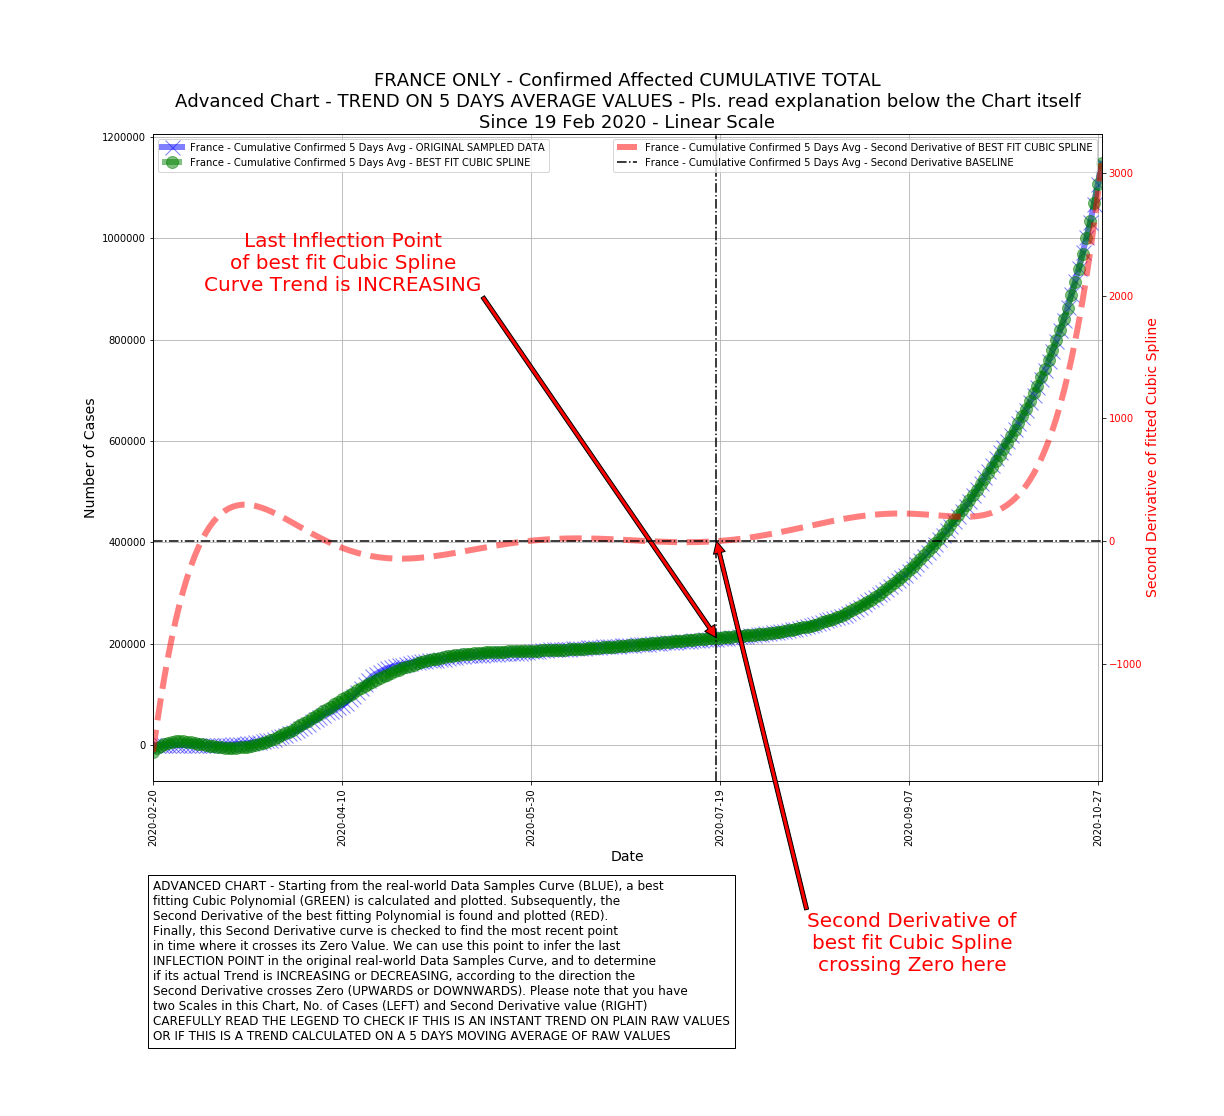 FRANCE ONLY - Confirmed Affected CUMULATIVE TOTAL
Advanced Chart - TREND ON 5 DAYS AVERAGE VALUES - Pls. read explanation below the Chart itself
Since 19 Feb 2020 - Linear Scale
France - Cumulative Confirmed 5 Days Avg - ORIGINAL SAMPLED DATA
France - Cumulative Confirmed 5 Days Avg - BEST FIT CUBIC SPLINE
France - Cumulative Confirmed 5 Days Avg - Second Derivative of BEST FIT CUBIC SPLINE
France - Cumulative Confirmed 5 Days Avg - Second Derivative BASELINE
Last Inflection Point
of best fit Cubic Spline
Curve Trend is INCREASING
Number of Cases
1200000
1000000
800000
600000
400000
200000
0
3000
2000
1000
0
−1000
Second Derivative of fitted Cubic Spline
2020-02-20
2020-04-10
2020-05-30
2020-07-19
2020-09-07
2020-10-27
Date
Second Derivative of
best fit Cubic Spline
crossing Zero here
ADVANCED CHART - Starting from the real-world Data Samples Curve (BLUE), a best
fitting Cubic Polynomial (GREEN) is calculated and plotted. Subsequently, the
Second Derivative of the best fitting Polynomial is found and plotted (RED).
Finally, this Second Derivative curve is checked to find the most recent point
in time where it crosses its Zero Value. We can use this point to infer the last
INFLECTION POINT in the original real-world Data Samples Curve, and to determine
if its actual Trend is INCREASING or DECREASING, according to the direction the
Second Derivative crosses Zero (UPWARDS or DOWNWARDS). Please note that you have
two Scales in this Chart, No. of Cases (LEFT) and Second Derivative value (RIGHT)
CAREFULLY READ THE LEGEND TO CHECK IF THIS IS AN INSTANT TREND ON PLAIN RAW VALUES
OR IF THIS IS A TREND CALCULATED ON A 5 DAYS MOVING AVERAGE OF RAW VALUES